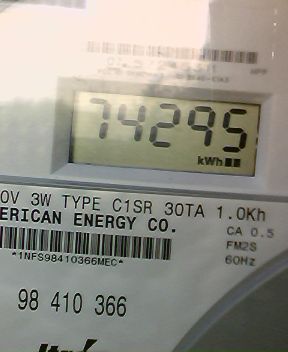 74295
kWh
0V 3W TYPE C1SR 30TA 1.0Kh
ERICAN ENERGY CO.
CA 0.5
FM2S
60Hz
*1NFS98410366MEC*
98 410 366
Itrón